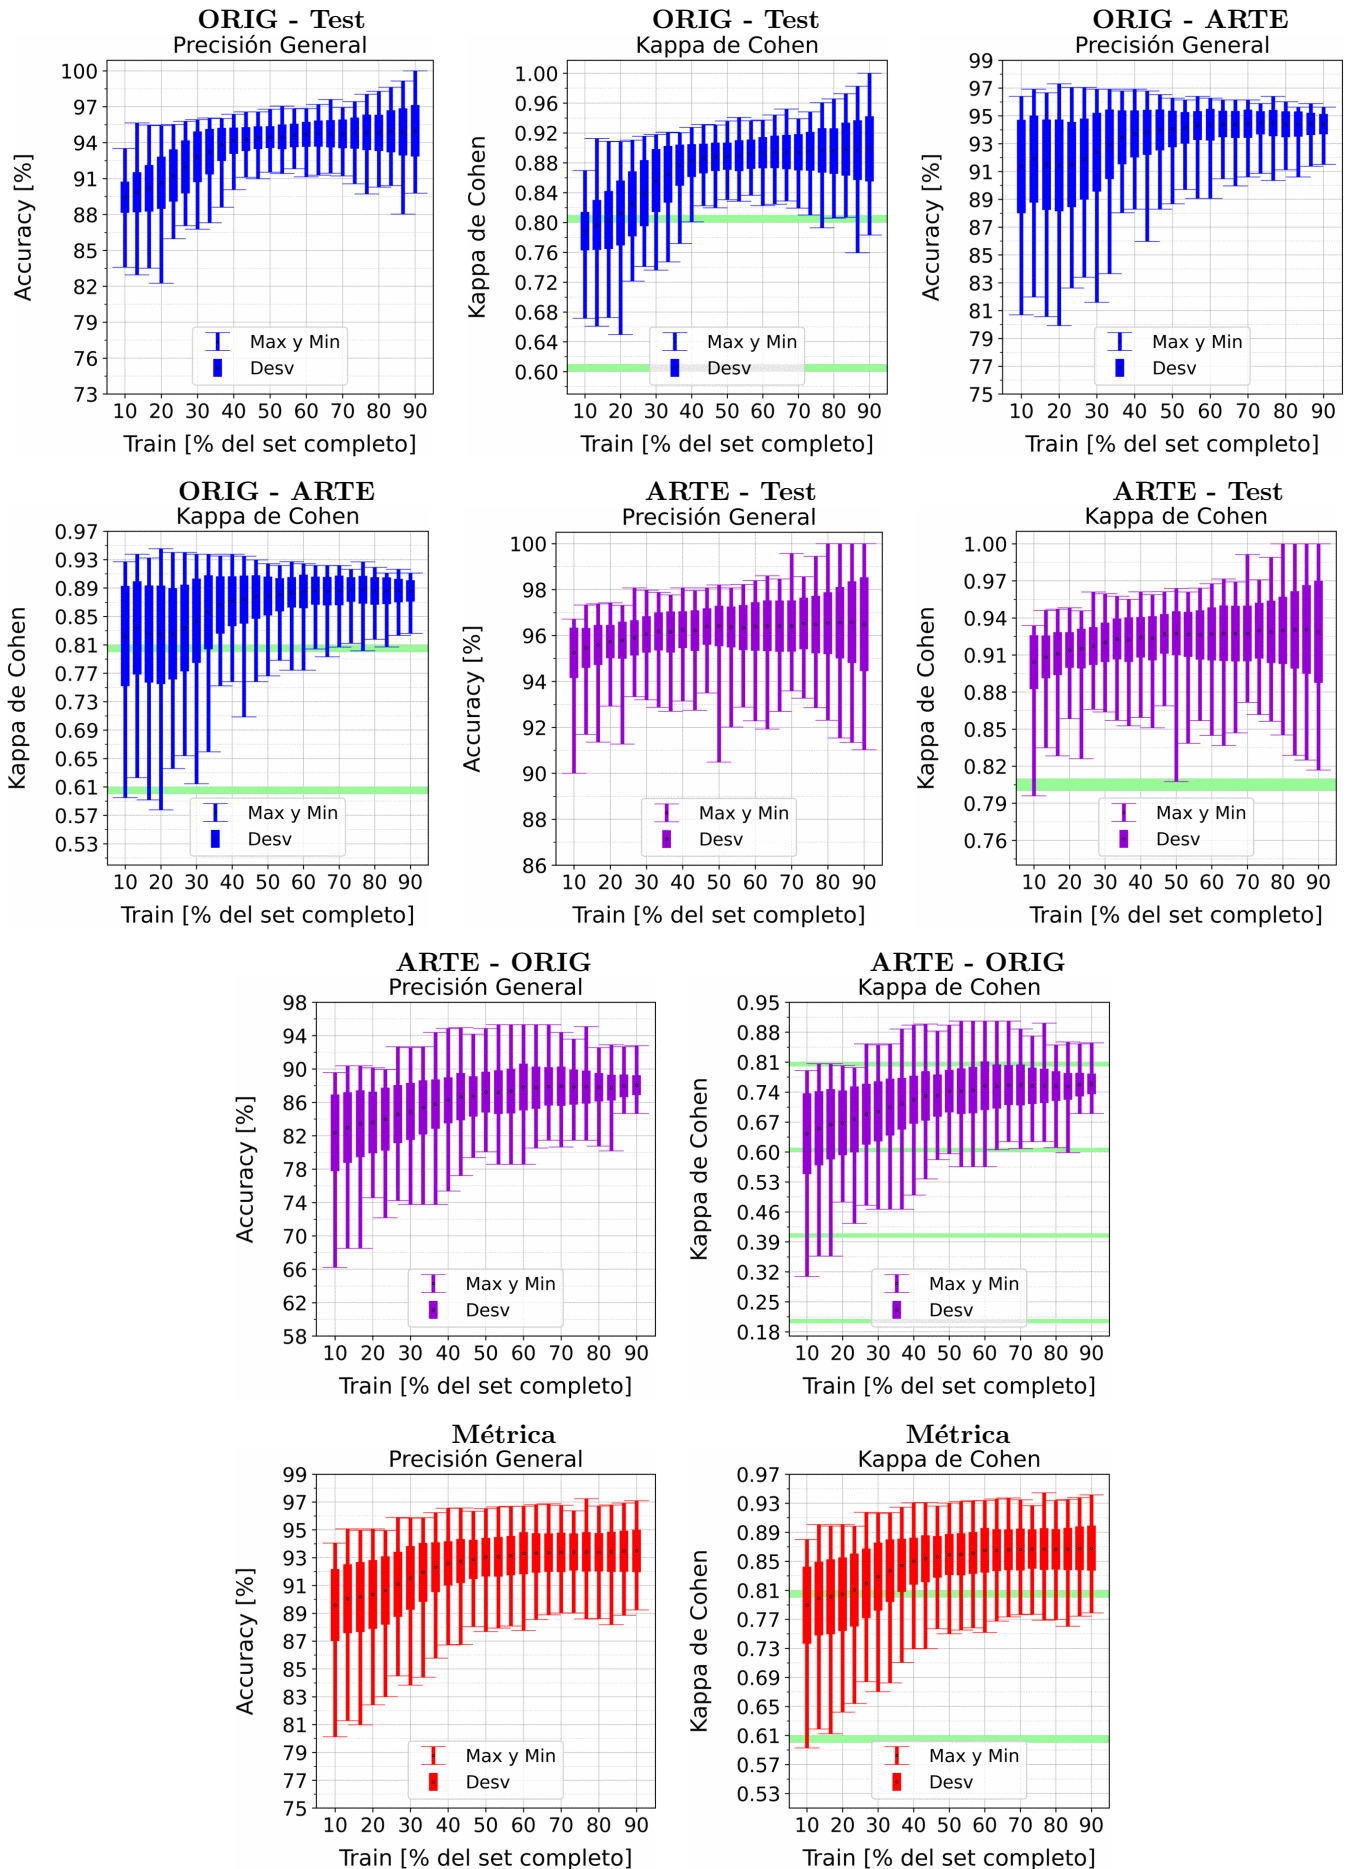 ORIG - Test
Precisión General
100
97
94
91
88
85
82
79
76
73
Accuracy [%]
Max y Min
Desv
10 20 30 40 50 60 70 80 90
Train [% del set completo]
ORIG - Test
Kappa de Cohen
1.00
0.96
0.92
0.88
0.84
0.80
0.76
0.72
0.68
0.64
0.60
Kappa de Cohen
Max y Min
Desv
10 20 30 40 50 60 70 80 90
Train [% del set completo]
ORIG - ARTE
Precisión General
99
97
95
93
91
89
87
85
83
81
79
77
75
Accuracy [%]
Max y Min
Desv
10 20 30 40 50 60 70 80 90
Train [% del set completo]
ORIG - ARTE
Kappa de Cohen
0.97
0.93
0.89
0.85
0.81
0.77
0.73
0.69
0.65
0.61
0.57
0.53
Kappa de Cohen
Max y Min
Desv
10 20 30 40 50 60 70 80 90
Train [% del set completo]
ARTE - Test
Precisión General
100
98
96
94
92
90
88
86
Accuracy [%]
Max y Min
Desv
10 20 30 40 50 60 70 80 90
Train [% del set completo]
ARTE - Test
Kappa de Cohen
1.00
0.97
0.94
0.91
0.88
0.85
0.82
0.79
0.76
Kappa de Cohen
Max y Min
Desv
10 20 30 40 50 60 70 80 90
Train [% del set completo]
ARTE - ORIG
Precisión General
98
94
90
86
82
78
74
70
66
62
58
Accuracy [%]
Max y Min
Desv
10 20 30 40 50 60 70 80 90
Train [% del set completo]
ARTE - ORIG
Kappa de Cohen
0.95
0.88
0.81
0.74
0.67
0.60
0.53
0.46
0.39
0.32
0.25
0.18
Kappa de Cohen
Max y Min
Desv
10 20 30 40 50 60 70 80 90
Train [% del set completo]
Métrica
Precisión General
99
97
95
93
91
89
87
85
83
81
79
77
75
Accuracy [%]
Max y Min
Desv
10 20 30 40 50 60 70 80 90
Train [% del set completo]
Métrica
Kappa de Cohen
0.97
0.93
0.89
0.85
0.81
0.77
0.73
0.69
0.65
0.61
0.57
0.53
Kappa de Cohen
Max y Min
Desv
10 20 30 40 50 60 70 80 90
Train [% del set completo]